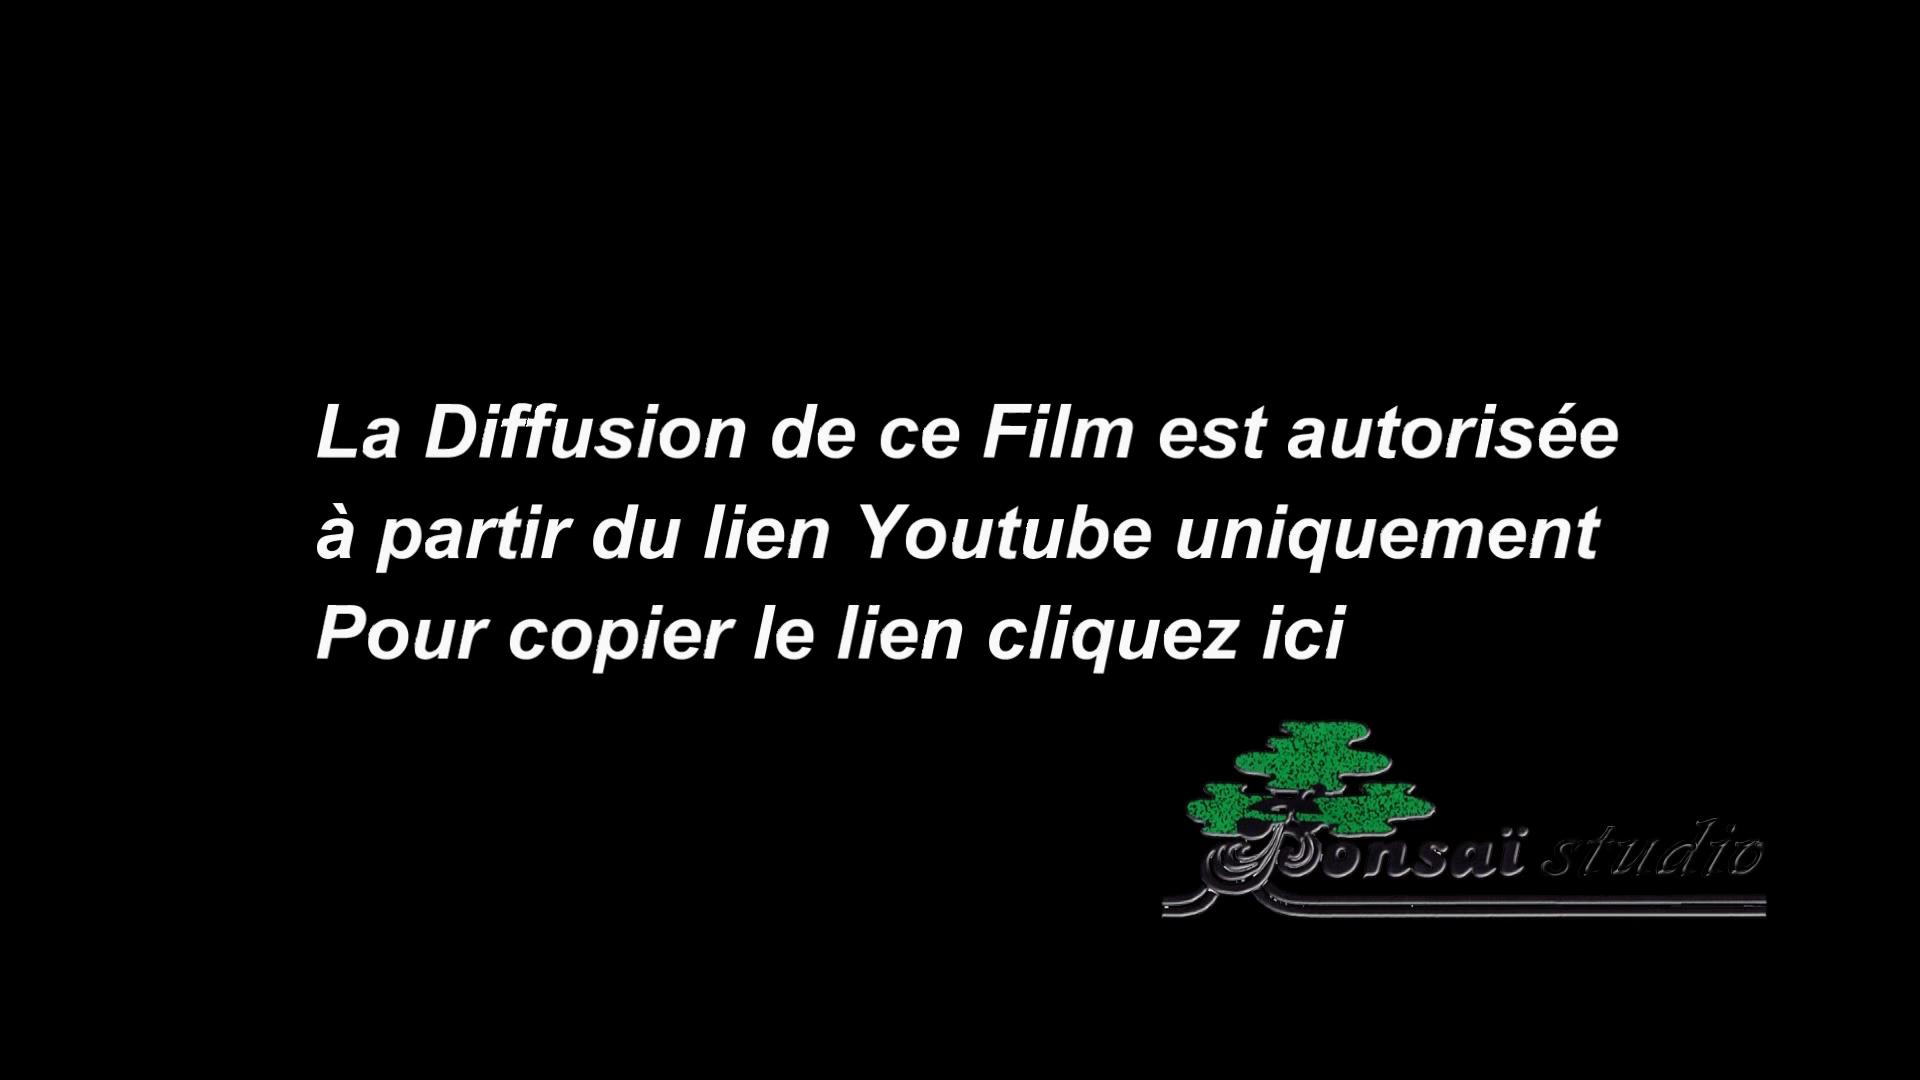 La Diffusion de ce Film est autorisée
à partir du lien Youtube uniquement
Pour copier le lien cliquez ici
Bonsaï studio